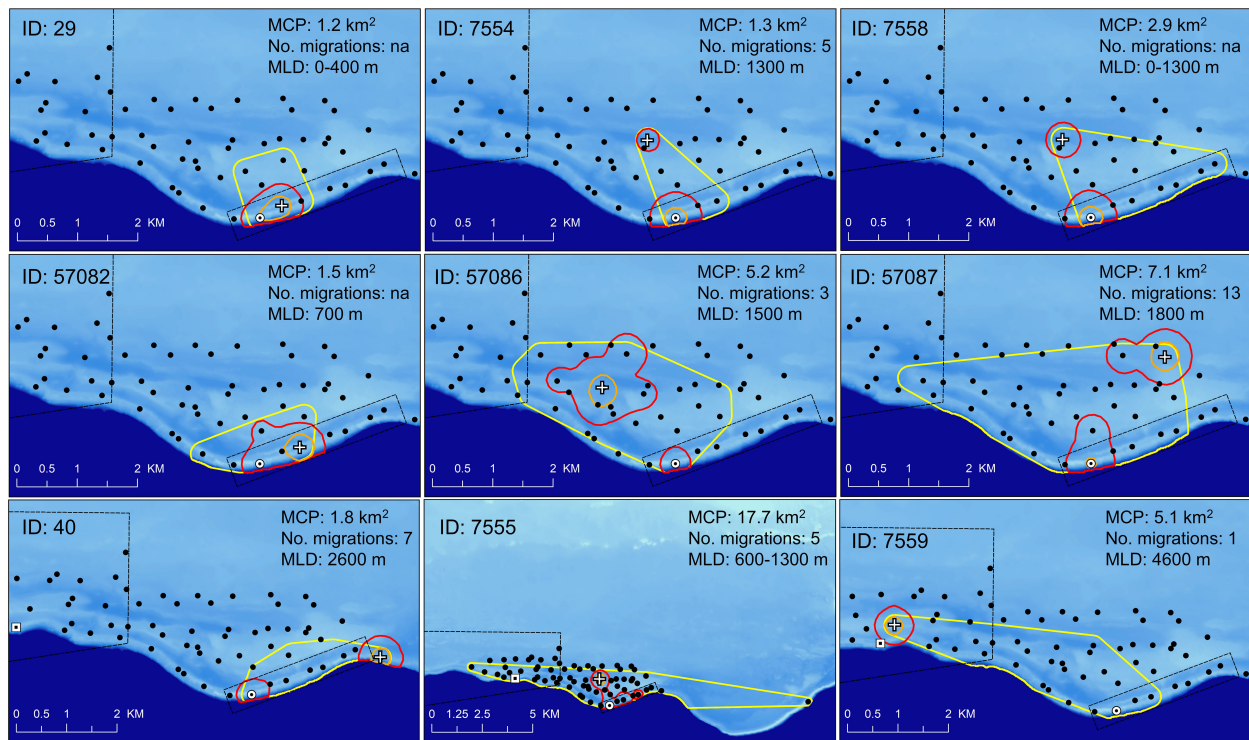 ID: 29
MCP: 1.2 km²
No. migrations: na
MLD: 0-400 m
0 0.5 1 2 KM
ID: 7554
MCP: 1.3 km²
No. migrations: 5
MLD: 1300 m
0 0.5 1 2 KM
ID: 7558
MCP: 2.9 km²
No. migrations: na
MLD: 0-1300 m
0 0.5 1 2 KM
ID: 57082
MCP: 1.5 km²
No. migrations: na
MLD: 700 m
0 0.5 1 2 KM
ID: 57086
MCP: 5.2 km²
No. migrations: 3
MLD: 1500 m
0 0.5 1 2 KM
ID: 57087
MCP: 7.1 km²
No. migrations: 13
MLD: 1800 m
0 0.5 1 2 KM
ID: 40
MCP: 1.8 km²
No. migrations: 7
MLD: 2600 m
0 0.5 1 2 KM
ID: 7555
MCP: 17.7 km²
No. migrations: 5
MLD: 600-1300 m
0 1.25 2.5 5 KM
ID: 7559
MCP: 5.1 km²
No. migrations: 1
MLD: 4600 m
0 0.5 1 2 KM